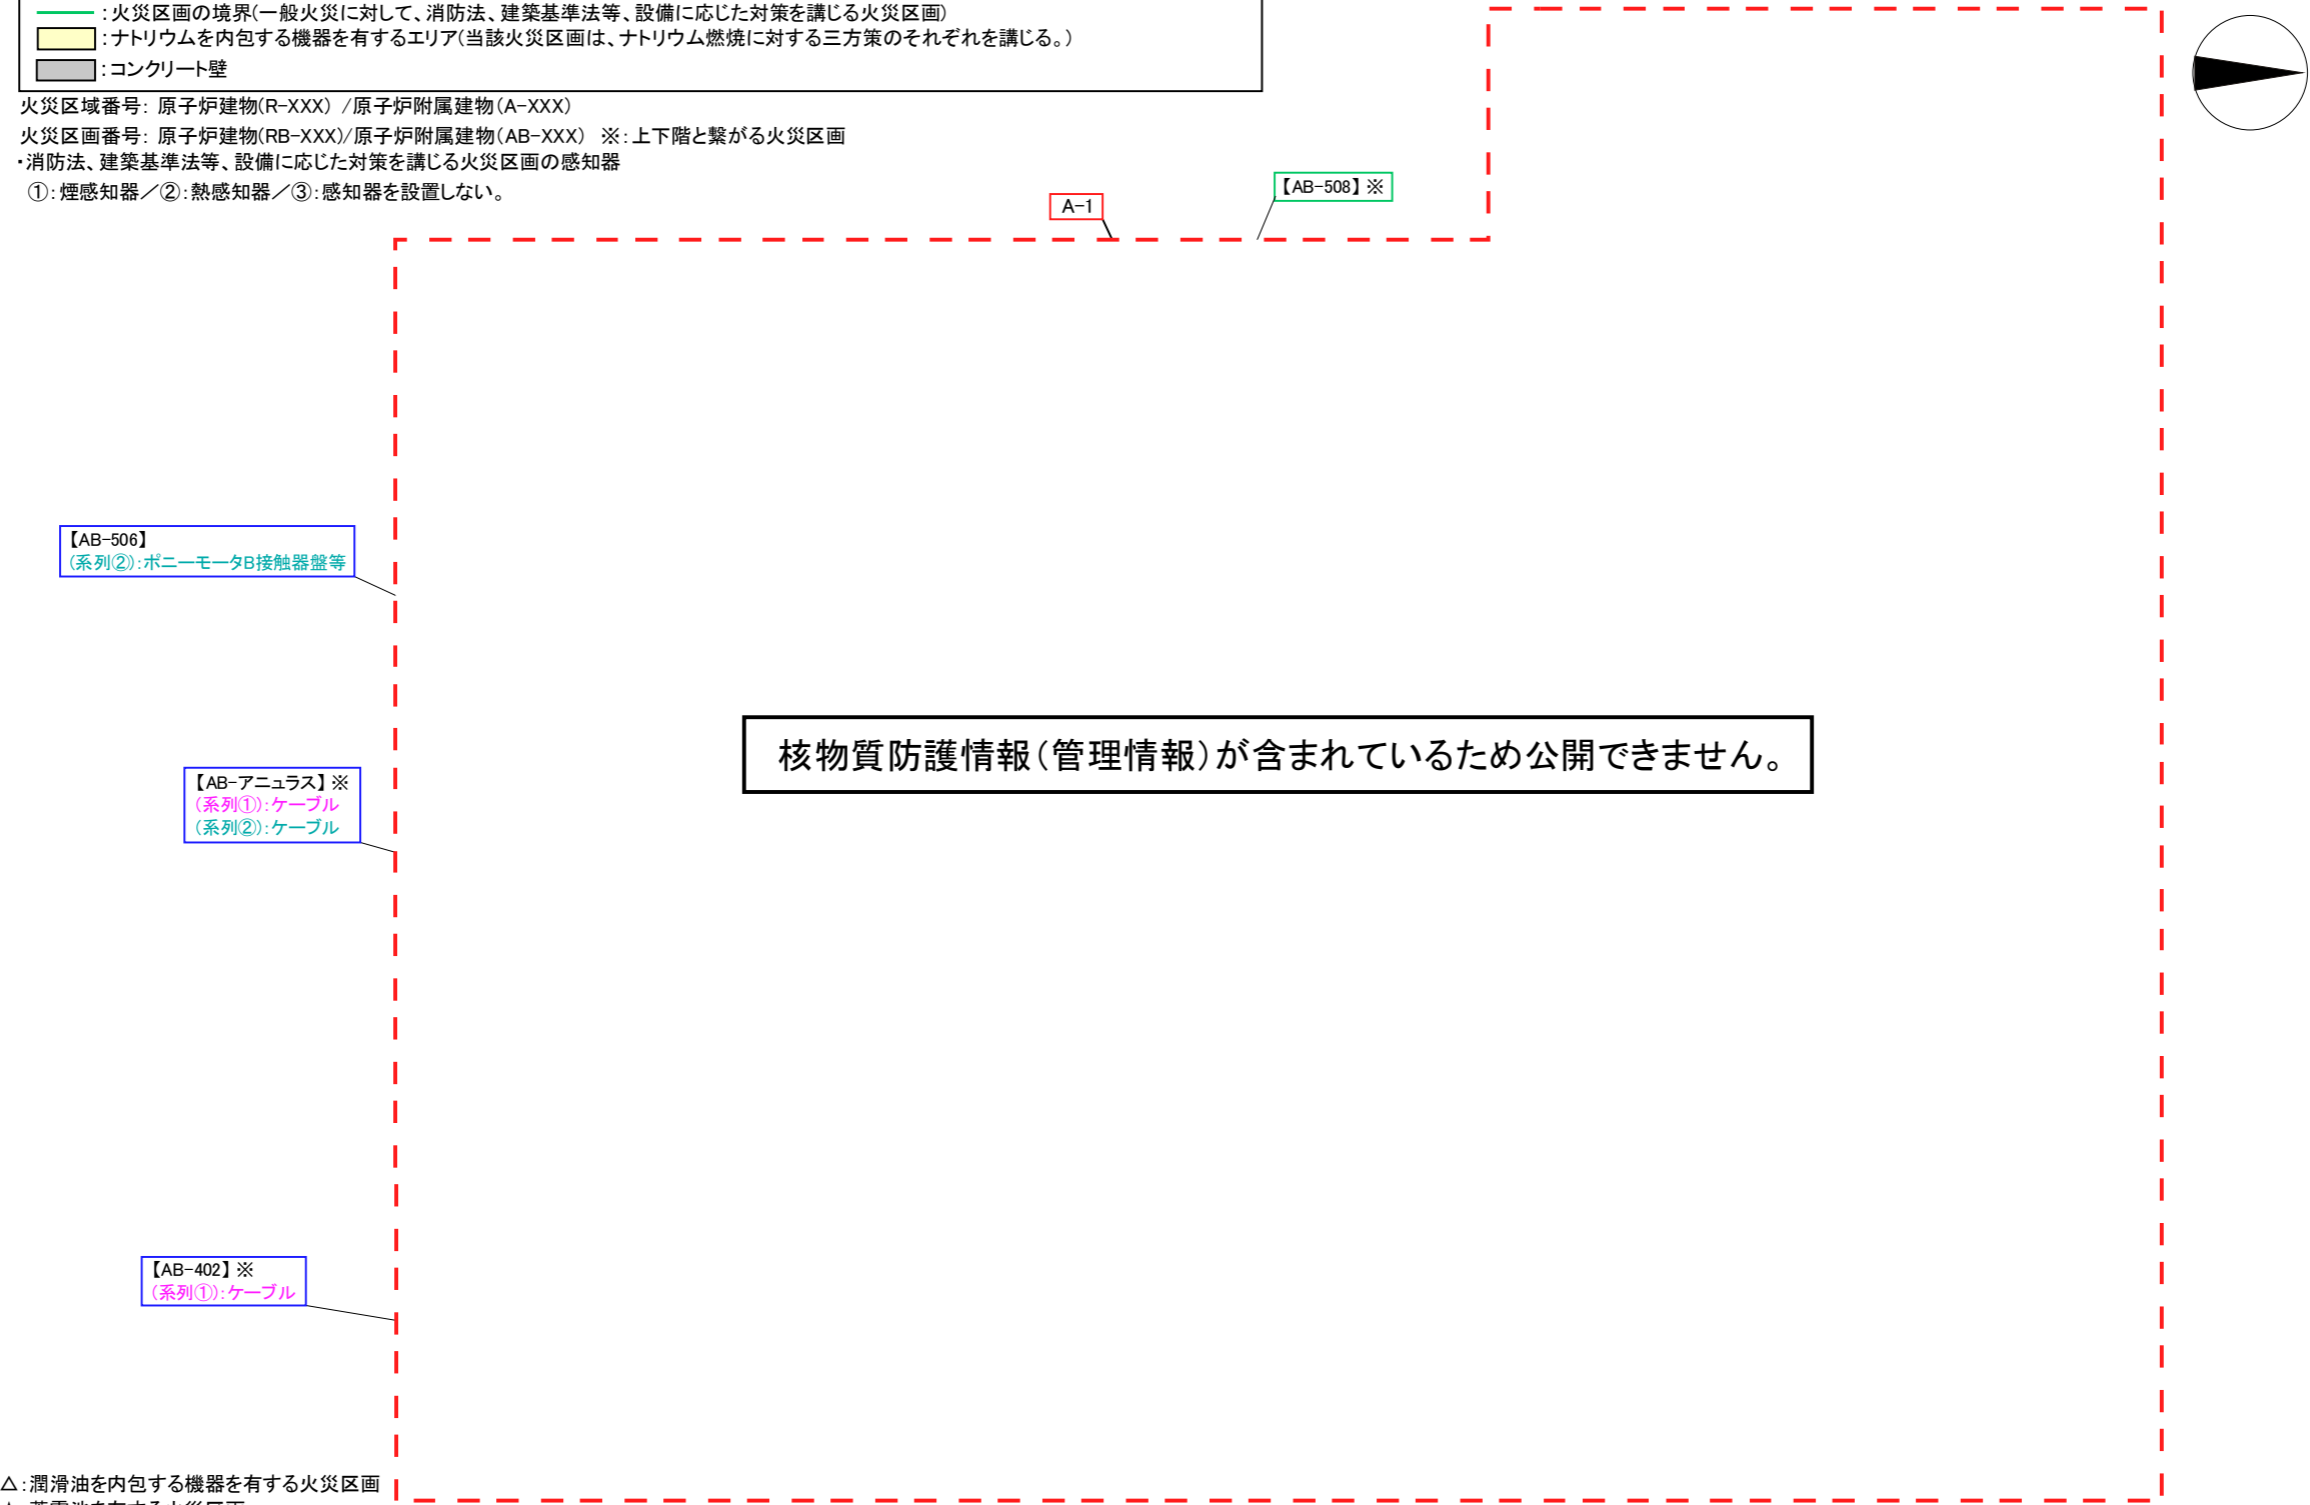 ：火災区画の境界(一般火災に対して、消防法、建築基準法等、設備に応じた対策を講じる火災区画)
：ナトリウムを内包する機器を有するエリア(当該火災区画は、ナトリウム燃焼に対する三方策のそれぞれを講じる。)
：コンクリート壁
火災区域番号：原子炉建物(R-XXX) /原子炉附属建物(A-XXX)
火災区画番号：原子炉建物(RB-XXX)/原子炉附属建物(AB-XXX) ※：上下階と繋がる火災区画
・消防法、建築基準法等、設備に応じた対策を講じる火災区画の感知器
①：煙感知器／②：熱感知器／③：感知器を設置しない。
【AB-508】※
A-1
【AB-506】
(系列②)：ポニーモータB接触器盤等
核物質防護情報(管理情報)が含まれているため公開できません。
【AB-アニュラス】※
(系列①)：ケーブル
(系列②)：ケーブル
【AB-402】※
(系列①)：ケーブル
△：潤滑油を内包する機器を有する火災区画